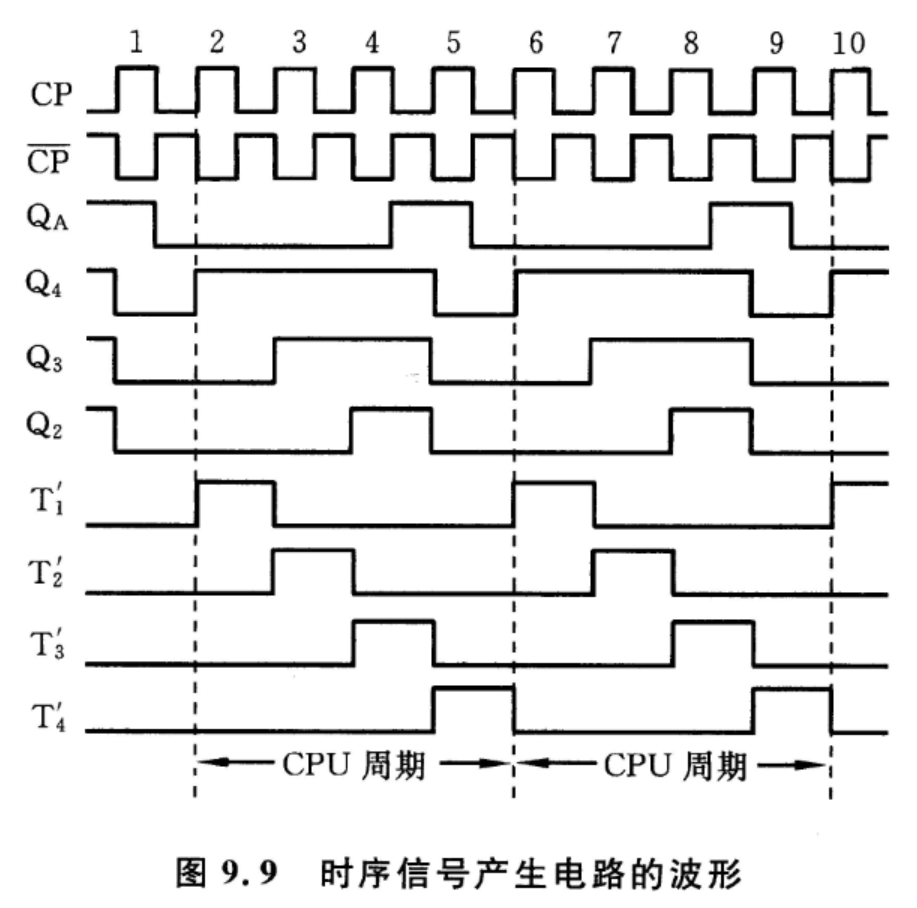 1 2 3 4 5 6 7 8 9 10
CP
C̅P̅
Q_A
Q₄
Q₃
Q₂
T₁′
T₂′
T₃′
T₄′
CPU 周期 CPU 周期
图 9.9 时序信号产生电路的波形